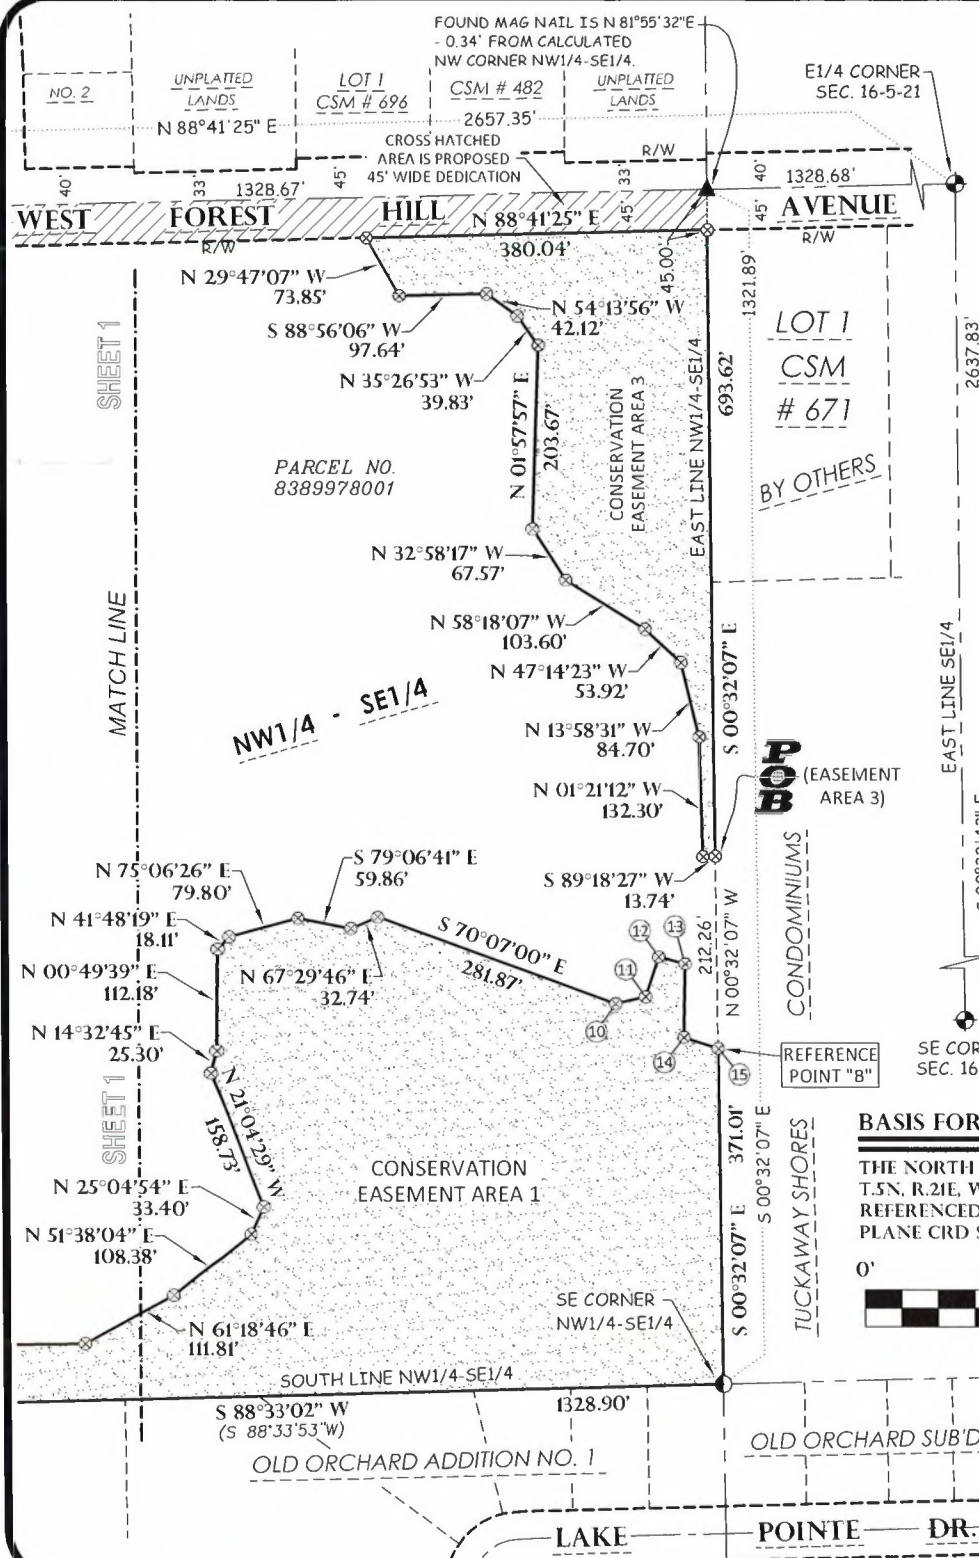 FOUND MAG NAIL IS N 81°55'32"E
- 0.34' FROM CALCULATED
NW CORNER NW1/4-SE1/4.
E1/4 CORNER
SEC. 16-5-21
NO. 2
UNPLATTED
LANDS
LOT 1
CSM # 696
CSM # 482
UNPLATTED
LANDS
N 88°41'25" E
2657.35'
CROSS HATCHED
AREA IS PROPOSED
45' WIDE DEDICATION
R/W
40'
33'
1328.67'
45'
33'
45'
40'
45'
1328.68'
WEST FOREST HILL AVENUE
R/W
R/W
N 88°41'25" E
380.04'
45.00'
1321.89'
N 29°47'07" W
73.85'
S 88°56'06" W
97.64'
N 54°13'56" W
42.12'
N 35°26'53" W
39.83'
N 01°57'57" E
203.67'
CONSERVATION
EASEMENT AREA 3
EAST LINE NW1/4-SE1/4
693.62'
LOT 1
CSM
# 671
BY OTHERS
2637.83'
SHEET 1
PARCEL NO.
8389978001
N 32°58'17" W
67.57'
N 58°18'07" W
103.60'
N 47°14'23" W
53.92'
N 13°58'31" W
84.70'
N 01°21'12" W
132.30'
S 00°32'07" E
EAST LINE SE1/4
MATCH LINE
NW1/4 - SE1/4
POB
(EASEMENT
AREA 3)
S 89°18'27" W
13.74'
N 75°06'26" E
79.80'
S 79°06'41" E
59.86'
N 41°48'19" E
18.11'
N 00°49'39" E
112.18'
N 67°29'46" E
32.74'
S 70°07'00" E
281.87'
12
13
11
10
14
15
212.26'
N 00°32'07" W
CONDOMINIUMS
N 14°32'45" E
25.30'
REFERENCE
POINT "B"
SE COR
SEC. 16
N 21°04'29" W
158.73'
SHEET 1
N 25°04'54" E
33.40'
N 51°38'04" E
108.38'
CONSERVATION
EASEMENT AREA 1
371.01'
S 00°32'07" E
S 00°32'07" E
TUCKAWAY SHORES
BASIS FOR
THE NORTH
T.5N, R.21E, W
REFERENCED
PLANE CRD S
0'
N 61°18'46" E
111.81'
SE CORNER
NW1/4-SE1/4
SOUTH LINE NW1/4-SE1/4
S 88°33'02" W
(S 88°33'53"W)
1328.90'
OLD ORCHARD ADDITION NO. 1
OLD ORCHARD SUB'D
LAKE POINTE DR.